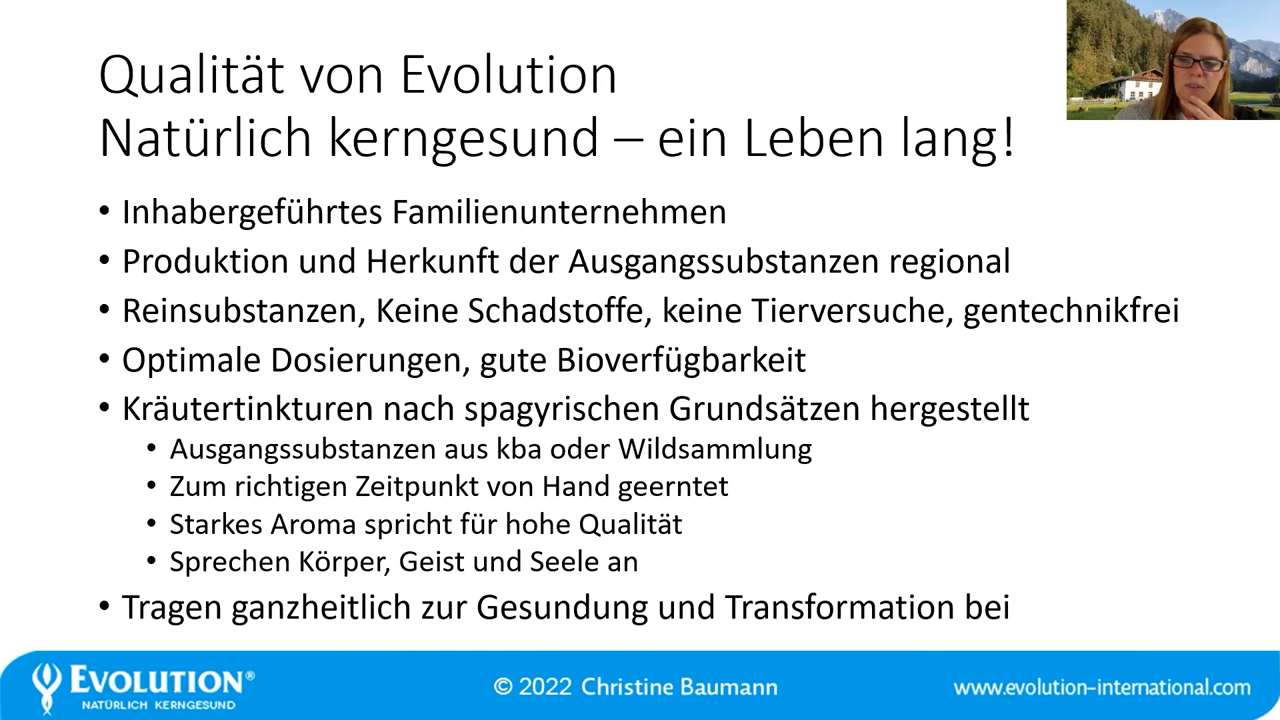 Qualität von Evolution
Natürlich kerngesund – ein Leben lang!
• Inhabergeführtes Familienunternehmen
• Produktion und Herkunft der Ausgangssubstanzen regional
• Reinsubstanzen, Keine Schadstoffe, keine Tierversuche, gentechnikfrei
• Optimale Dosierungen, gute Bioverfügbarkeit
• Kräutertinkturen nach spagyrischen Grundsätzen hergestellt
• Ausgangssubstanzen aus kba oder Wildsammlung
• Zum richtigen Zeitpunkt von Hand geerntet
• Starkes Aroma spricht für hohe Qualität
• Sprechen Körper, Geist und Seele an
• Tragen ganzheitlich zur Gesundung und Transformation bei
EVOLUTION®
NATÜRLICH KERNGESUND
© 2022 Christine Baumann
www.evolution-international.com